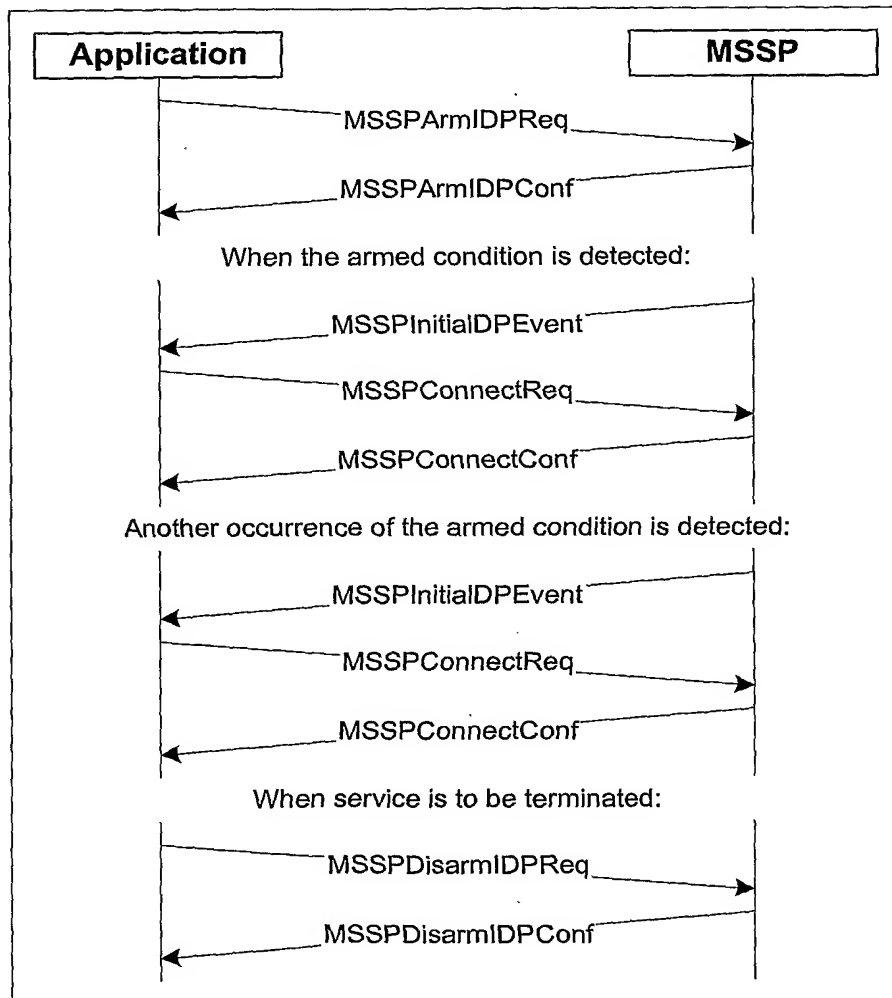 Application
MSSP
MSSPArmIDPReq
MSSPArmIDPConf
When the armed condition is detected:
MSSPInitialDPEvent
MSSPConnectReq
MSSPConnectConf
Another occurrence of the armed condition is detected:
MSSPInitialDPEvent
MSSPConnectReq
MSSPConnectConf
When service is to be terminated:
MSSPDisarmIDPReq
MSSPDisarmIDPConf